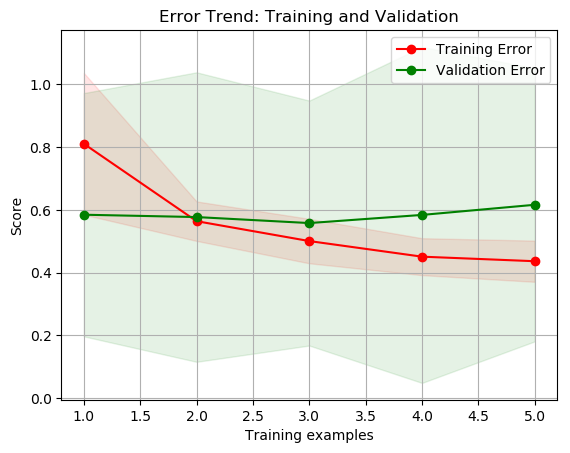 Error Trend: Training and Validation
Training Error
Validation Error
Score
1.0
0.8
0.6
0.4
0.2
0.0
1.0 1.5 2.0 2.5 3.0 3.5 4.0 4.5 5.0
Training examples